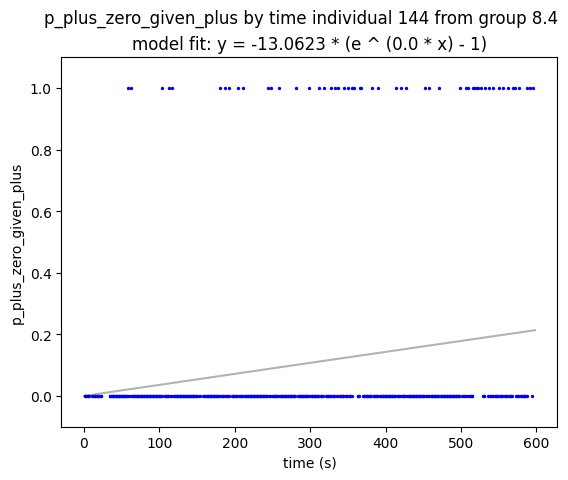 p_plus_zero_given_plus by time individual 144 from group 8.4
model fit: y = -13.0623 * (e ^ (0.0 * x) - 1)
p_plus_zero_given_plus
1.0
0.8
0.6
0.4
0.2
0.0
0 100 200 300 400 500 600
time (s)